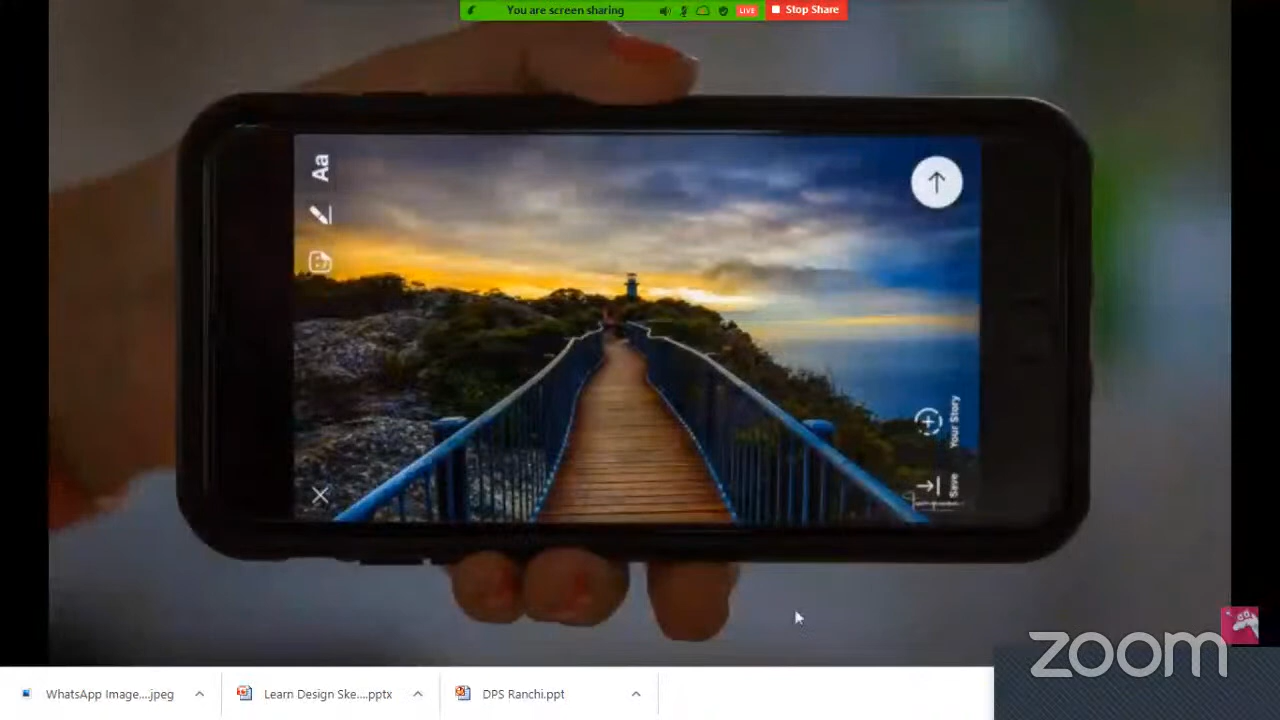 You are screen sharing
LIVE
Stop Share
Aa
Your Story
Save
zoom
WhatsApp Image....jpeg
Learn Design Ske....pptx
DPS Ranchi.ppt